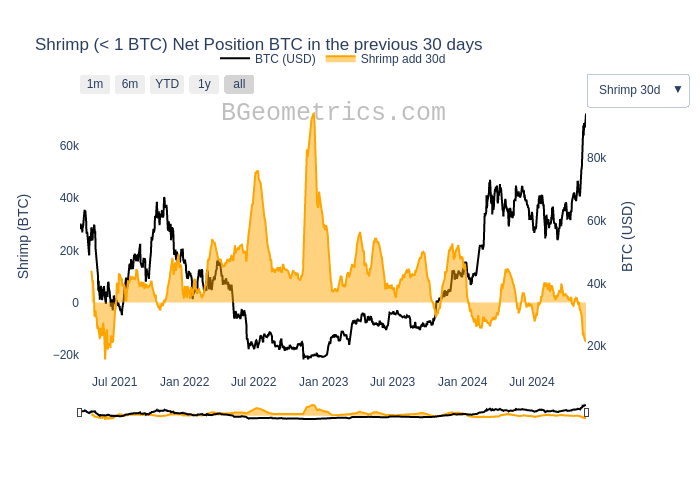 Shrimp (< 1 BTC) Net Position BTC in the previous 30 days
BTC (USD) Shrimp add 30d
1m 6m YTD 1y all
Shrimp 30d ▼
BGeometrics.com
60k
40k
20k
0
−20k
Shrimp (BTC)
80k
60k
40k
20k
BTC (USD)
Jul 2021 Jan 2022 Jul 2022 Jan 2023 Jul 2023 Jan 2024 Jul 2024